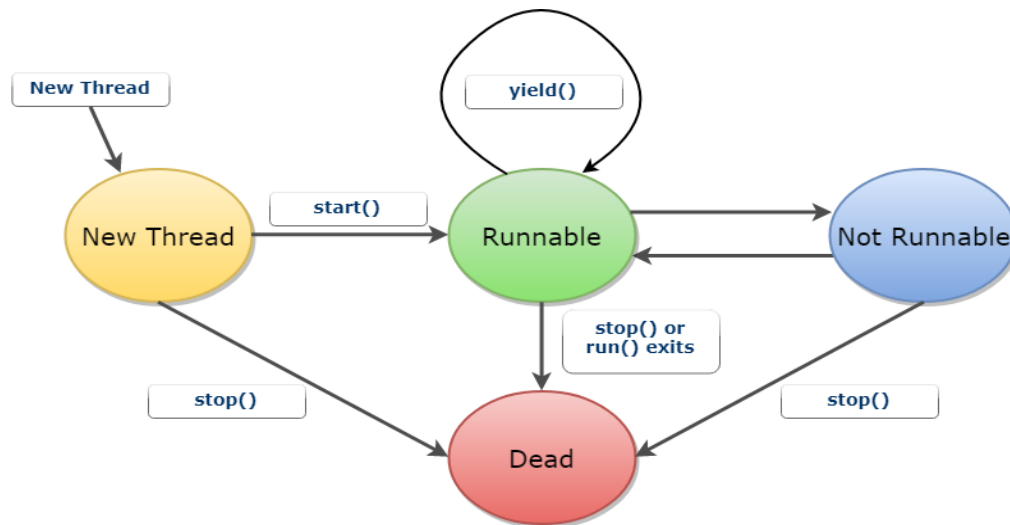 New Thread
yield()
start()
New Thread
Runnable
Not Runnable
stop() or
run() exits
stop()
stop()
Dead